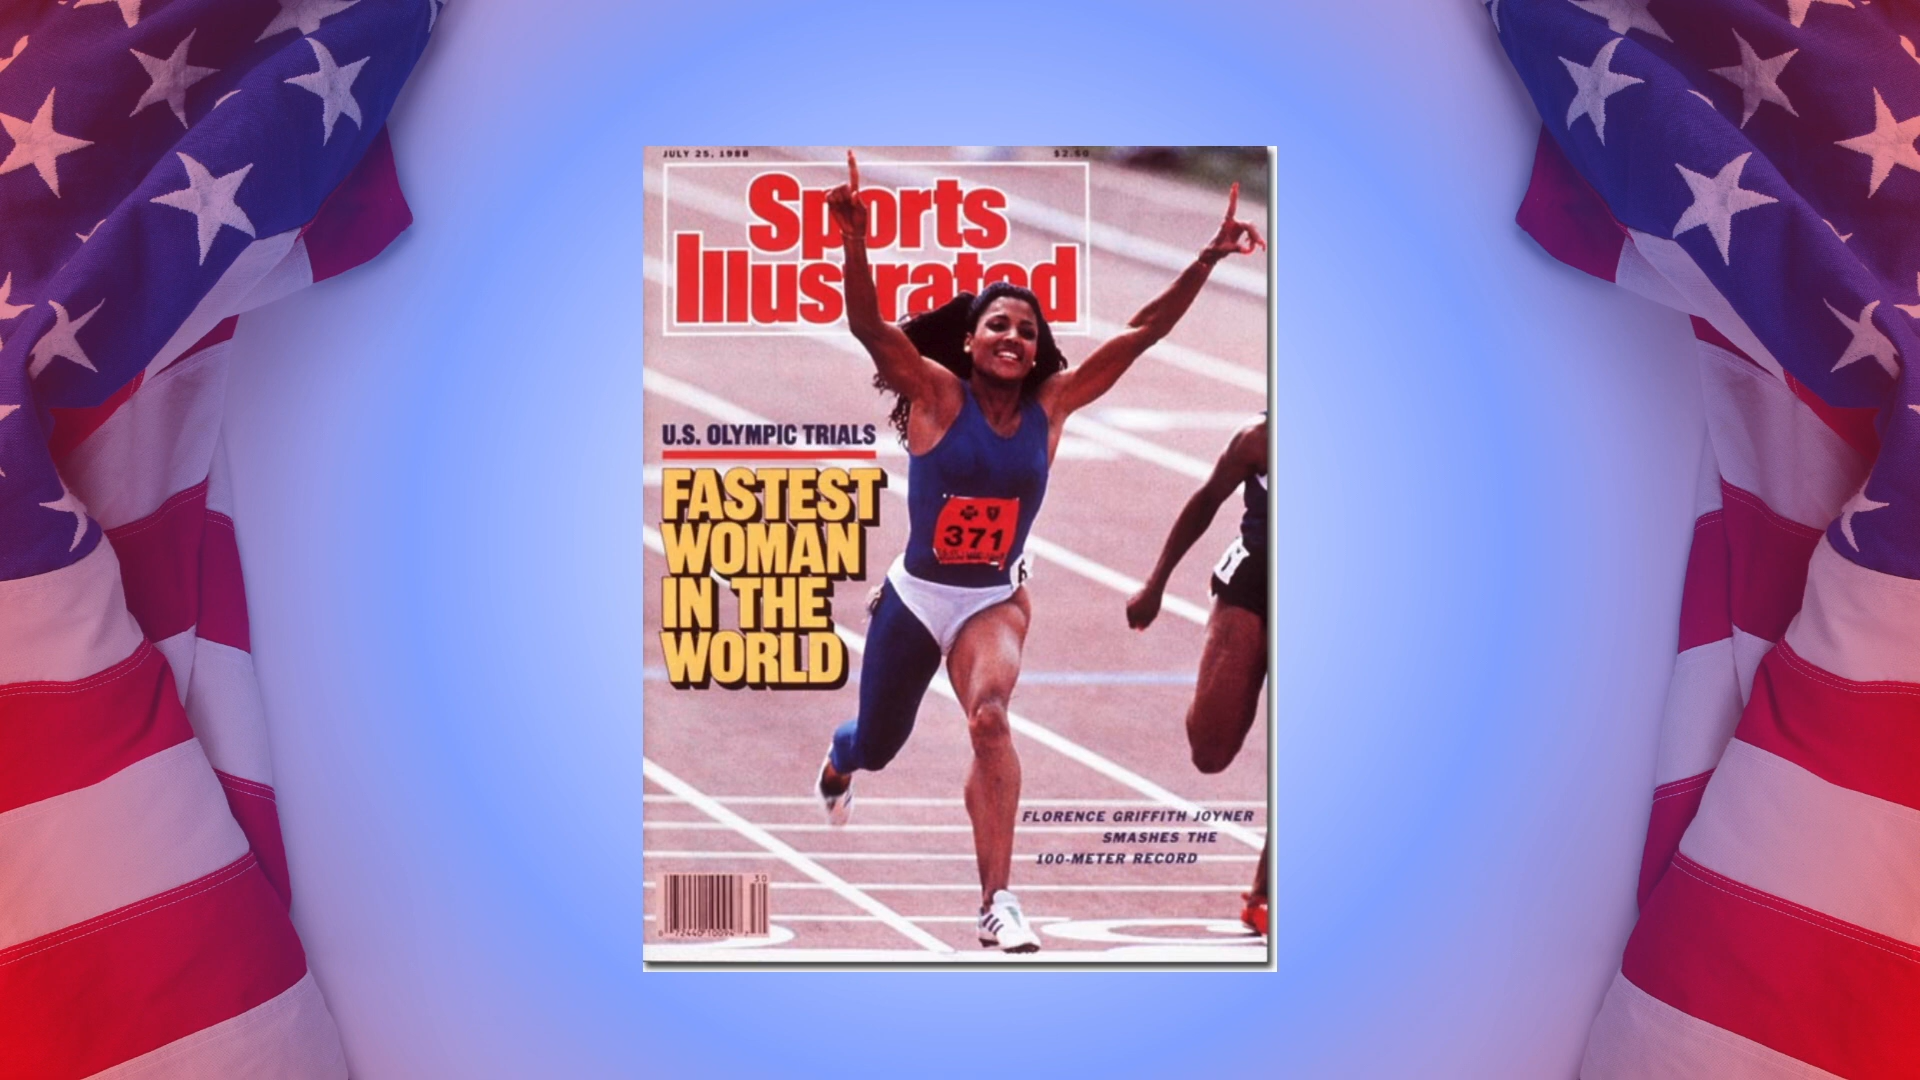 JULY 25, 1988 $2.50
Sports
Illustrated
U.S. OLYMPIC TRIALS
FASTEST
WOMAN
IN THE
WORLD
371
FLORENCE GRIFFITH JOYNER
SMASHES THE
100-METER RECORD
30